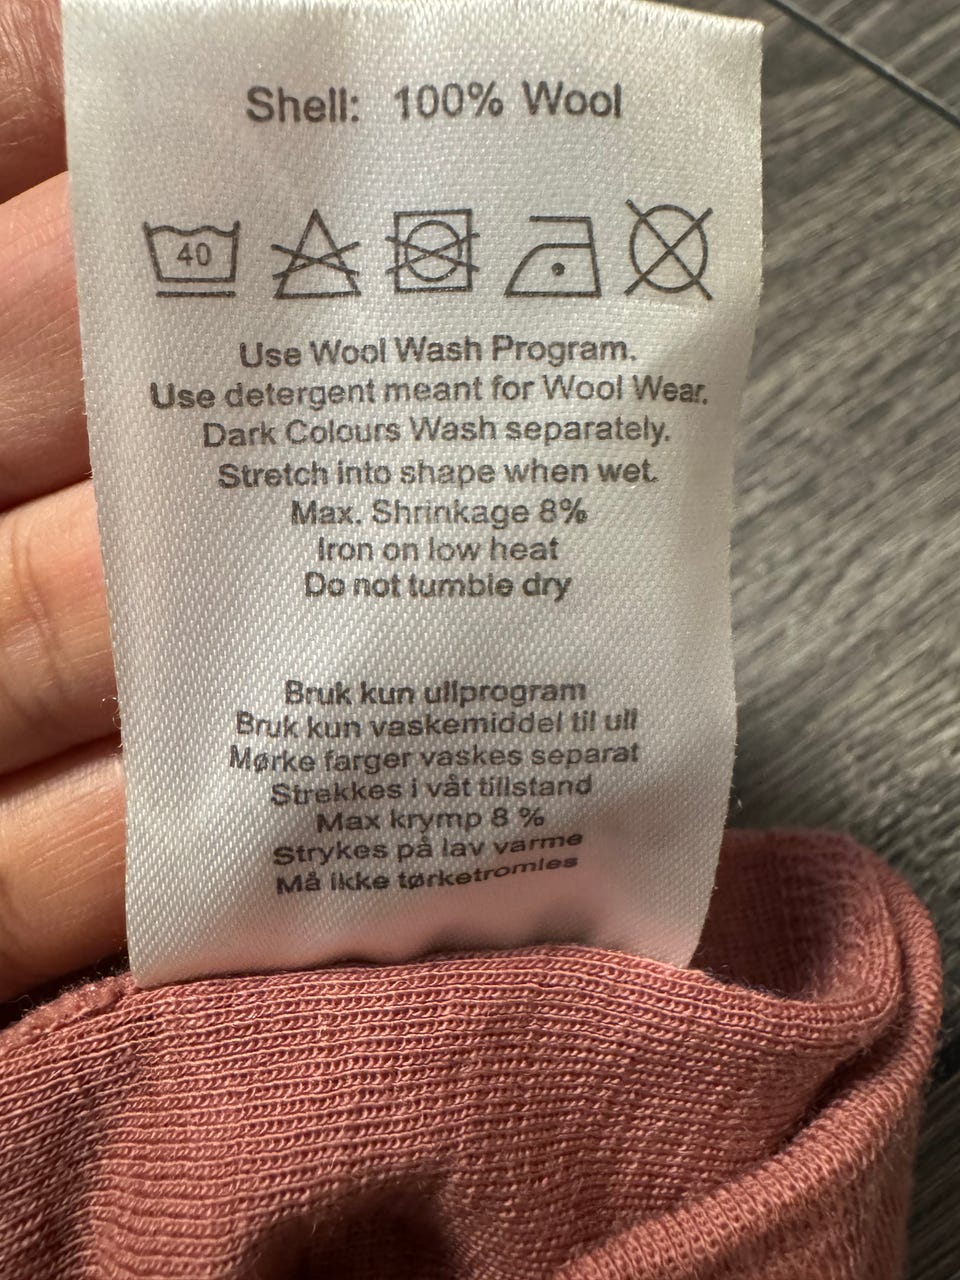 Shell: 100% Wool
40
Use Wool Wash Program.
Use detergent meant for Wool Wear.
Dark Colours Wash separately.
Stretch into shape when wet.
Max. Shrinkage 8%
Iron on low heat
Do not tumble dry
Bruk kun ullprogram
Bruk kun vaskemiddel til ull
Mørke farger vaskes separat
Strekkes i våt tillstand
Max krymp 8 %
Strykes på lav varme
Må ikke tørketromles